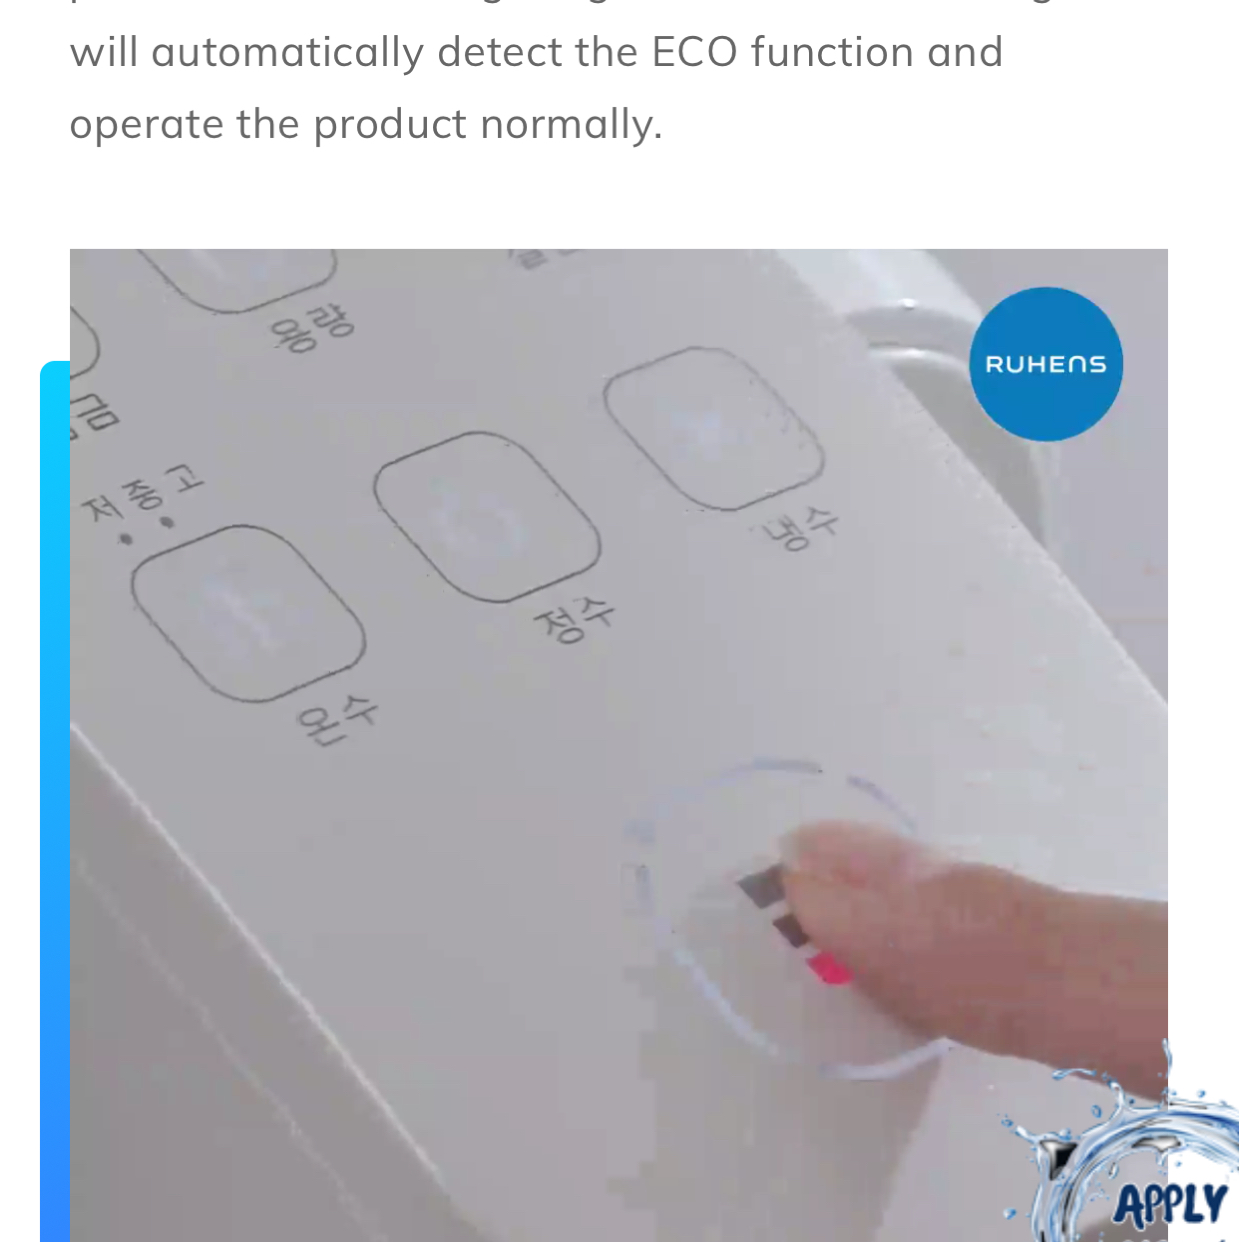 will automatically detect the ECO function and
operate the product normally.
용량
RUHENS
저 중 고
냉수
정수
온수
APPLY